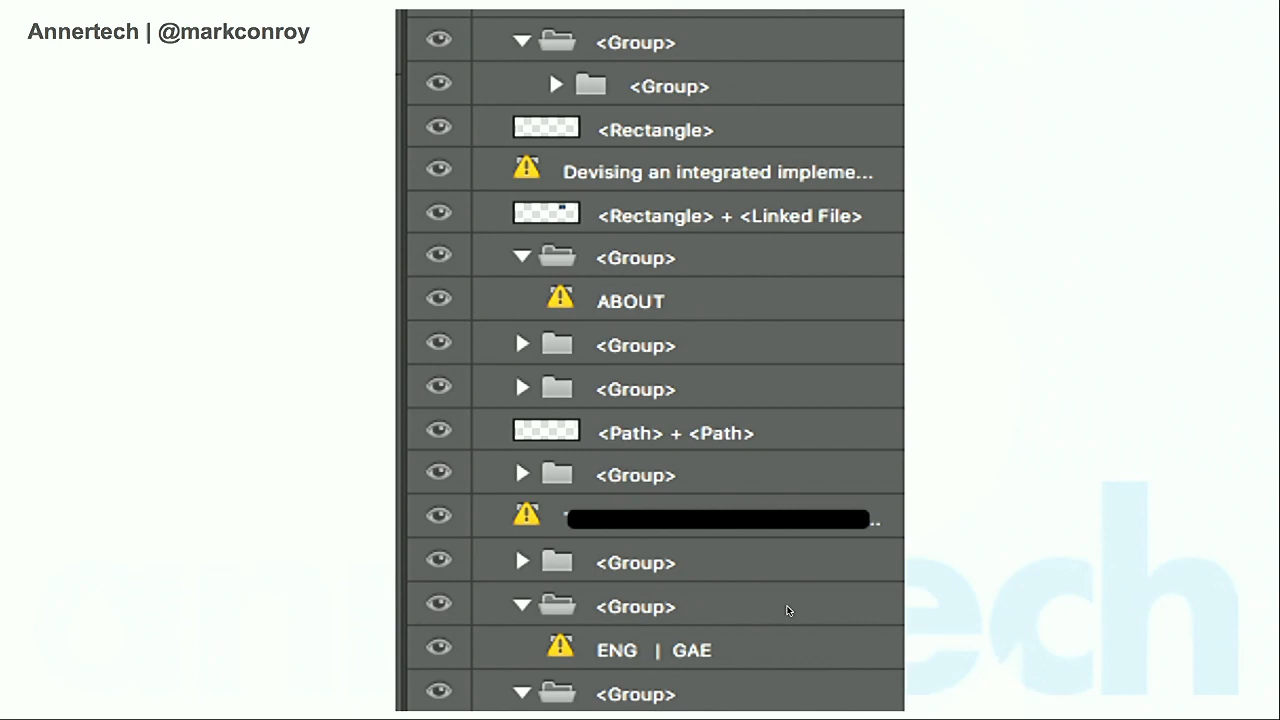 Annertech | @markconroy
<Group>
<Group>
<Rectangle>
Devising an integrated impleme...
<Rectangle> + <Linked File>
<Group>
ABOUT
<Group>
<Group>
<Path> + <Path>
<Group>
..
<Group>
<Group>
ENG | GAE
<Group>
annertech